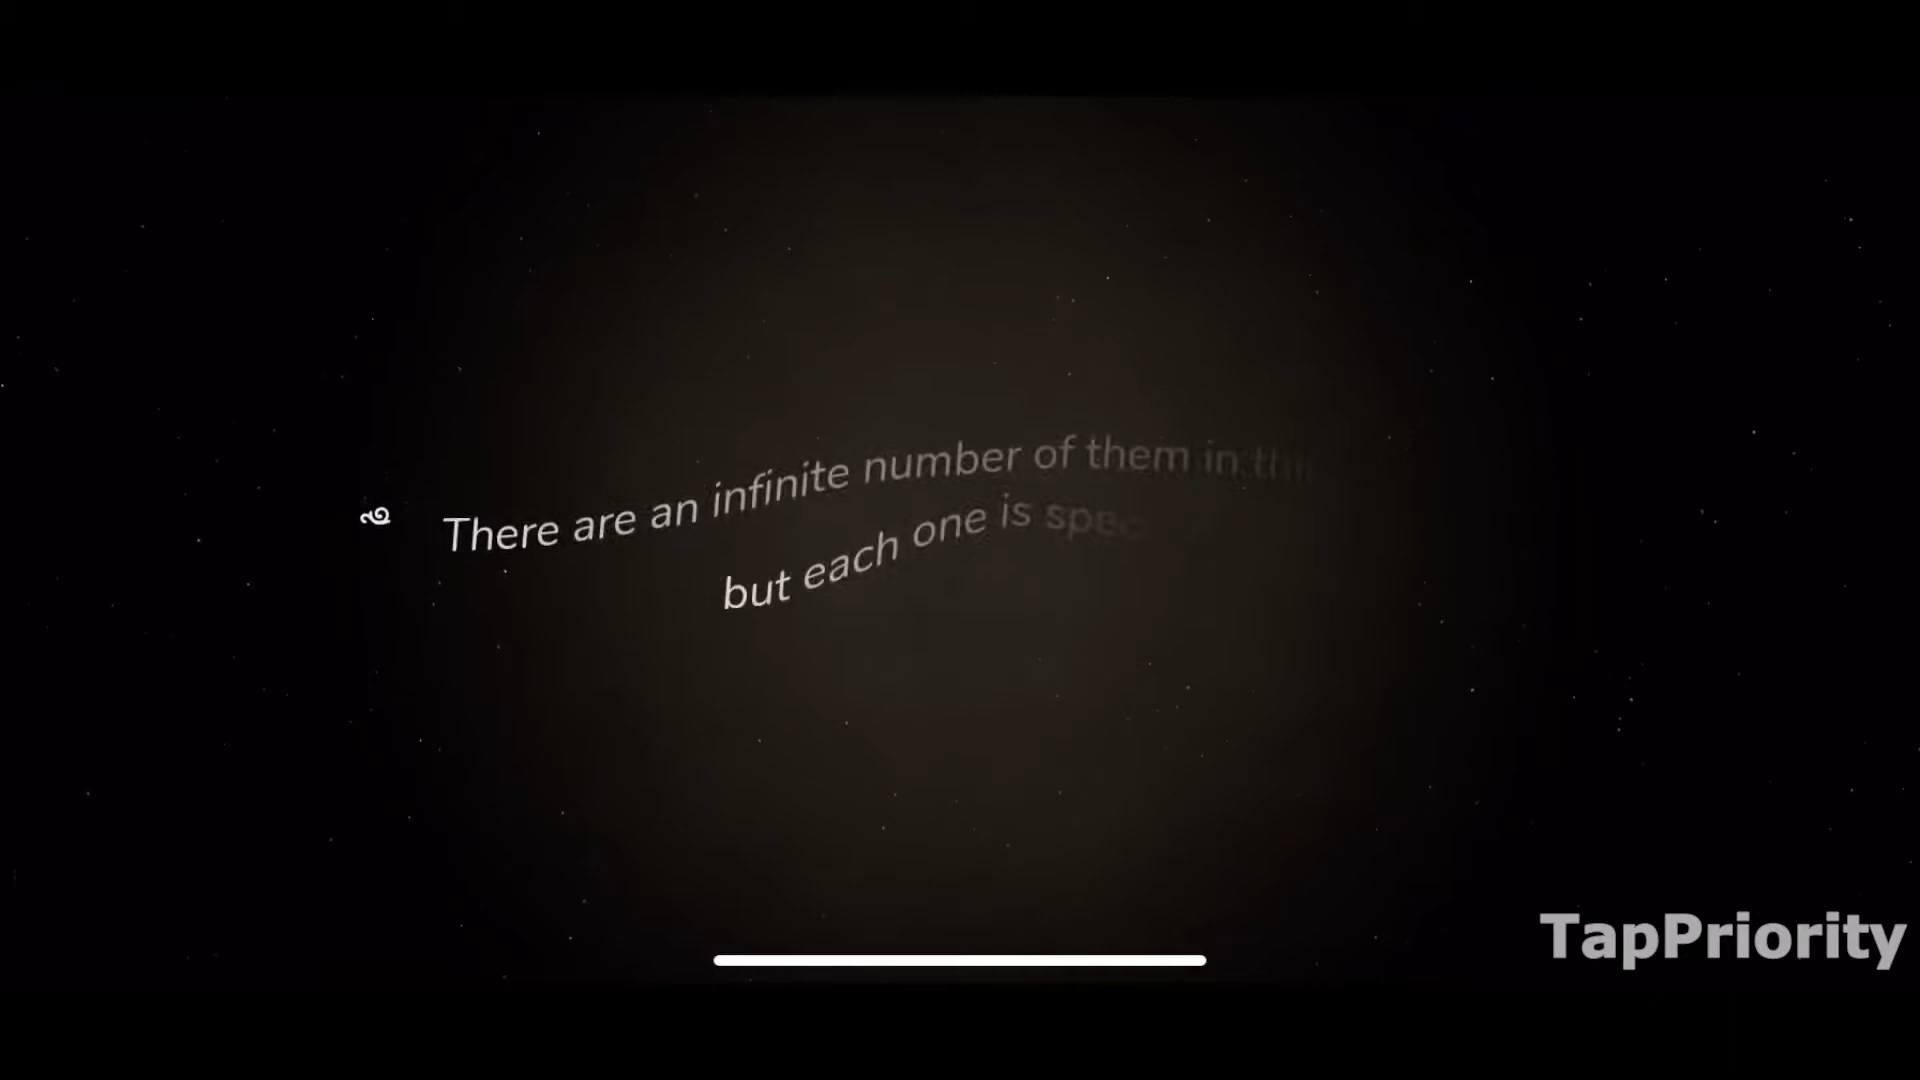 There are an infinite number of them in
but each one is
TapPriority